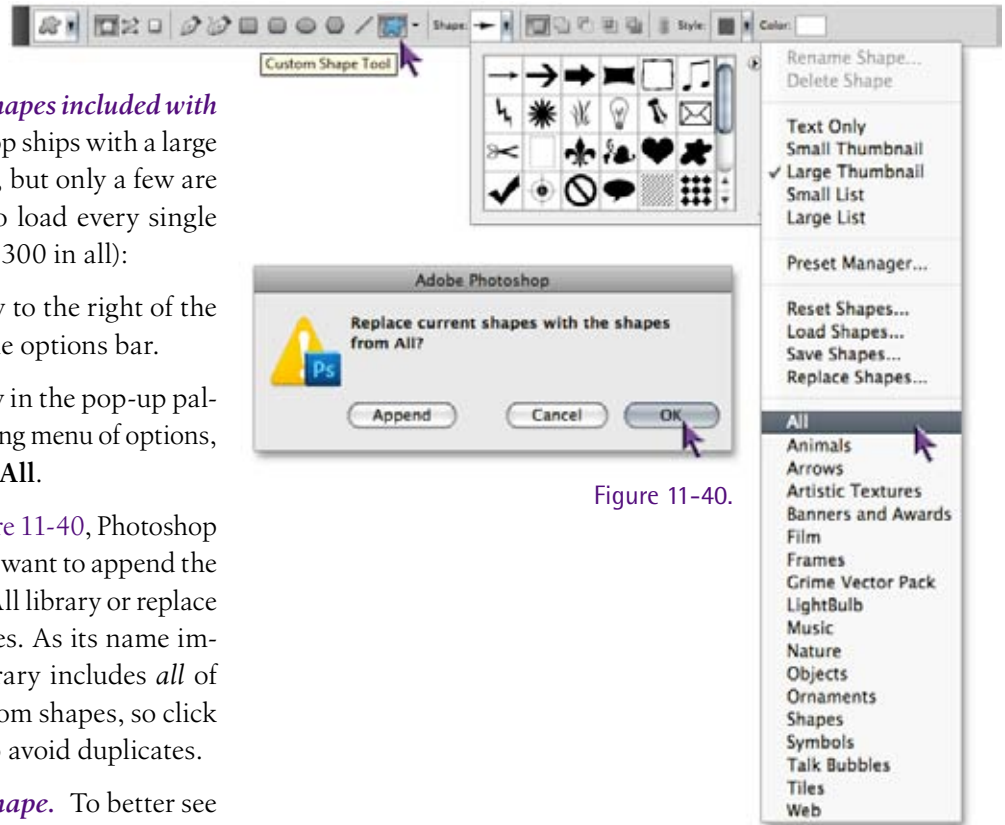 Shape:
Style:
Color:
Custom Shape Tool
Rename Shape...
Delete Shape
Text Only
Small Thumbnail
✓ Large Thumbnail
Small List
Large List
Preset Manager...
Reset Shapes...
Load Shapes...
Save Shapes...
Replace Shapes...
All
Animals
Arrows
Artistic Textures
Banners and Awards
Film
Frames
Grime Vector Pack
LightBulb
Music
Nature
Objects
Ornaments
Shapes
Symbols
Talk Bubbles
Tiles
Web
Adobe Photoshop
Replace current shapes with the shapes
from All?
Ps
Append
Cancel
OK
Figure 11-40.
hapes included with
op ships with a large
, but only a few are
o load every single
300 in all):
y to the right of the
e options bar.
y in the pop-up pal-
ng menu of options,
All.
re 11-40, Photoshop
want to append the
All library or replace
es. As its name im-
rary includes all of
om shapes, so click
o avoid duplicates.
hape. To better see